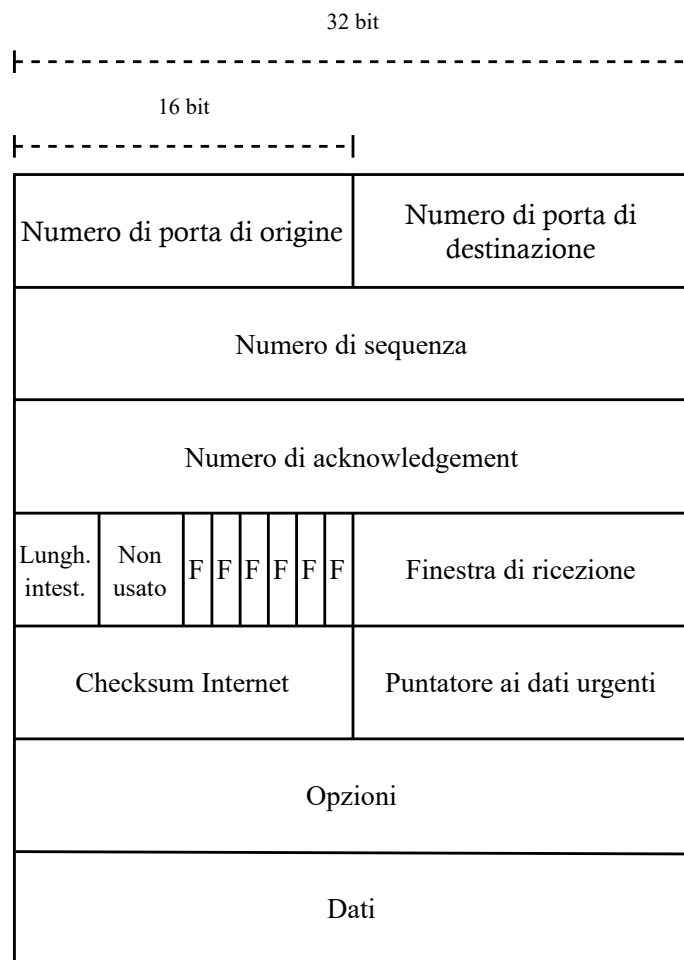 32 bit
16 bit
Numero di porta di origine
Numero di porta di
destinazione
Numero di sequenza
Numero di acknowledgement
Lungh.
intest.
Non
usato
F F F F F F
Finestra di ricezione
Checksum Internet
Puntatore ai dati urgenti
Opzioni
Dati